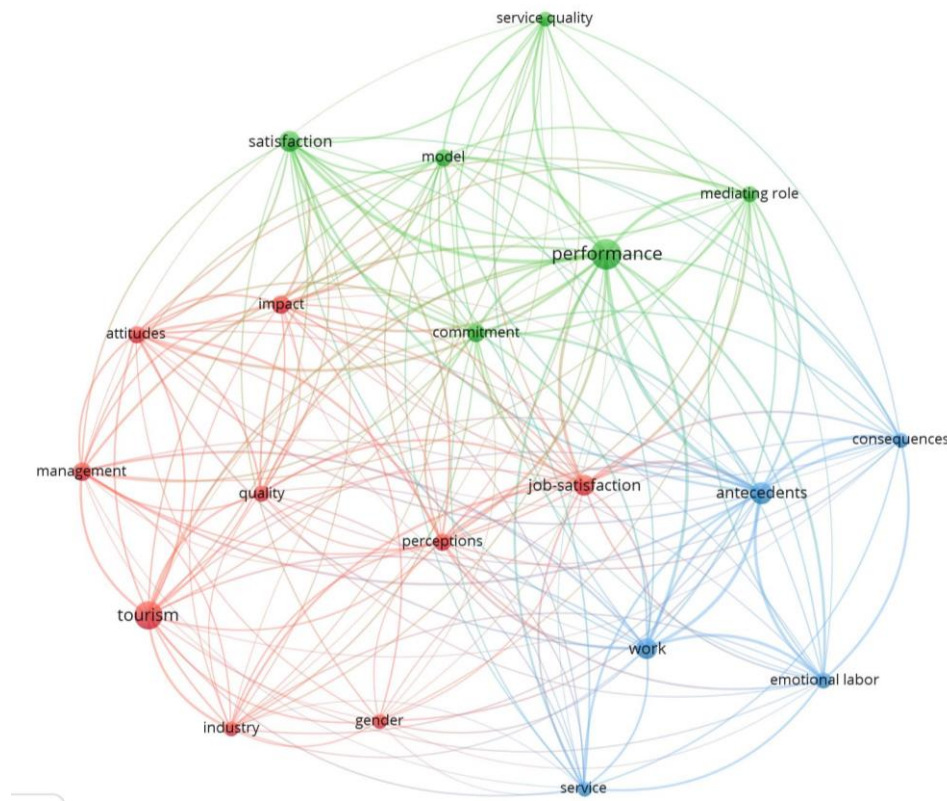 service quality
satisfaction
model
mediating role
performance
impact
attitudes
commitment
consequences
management
quality
job-satisfaction
antecedents
perceptions
tourism
work
emotional labor
industry
gender
service